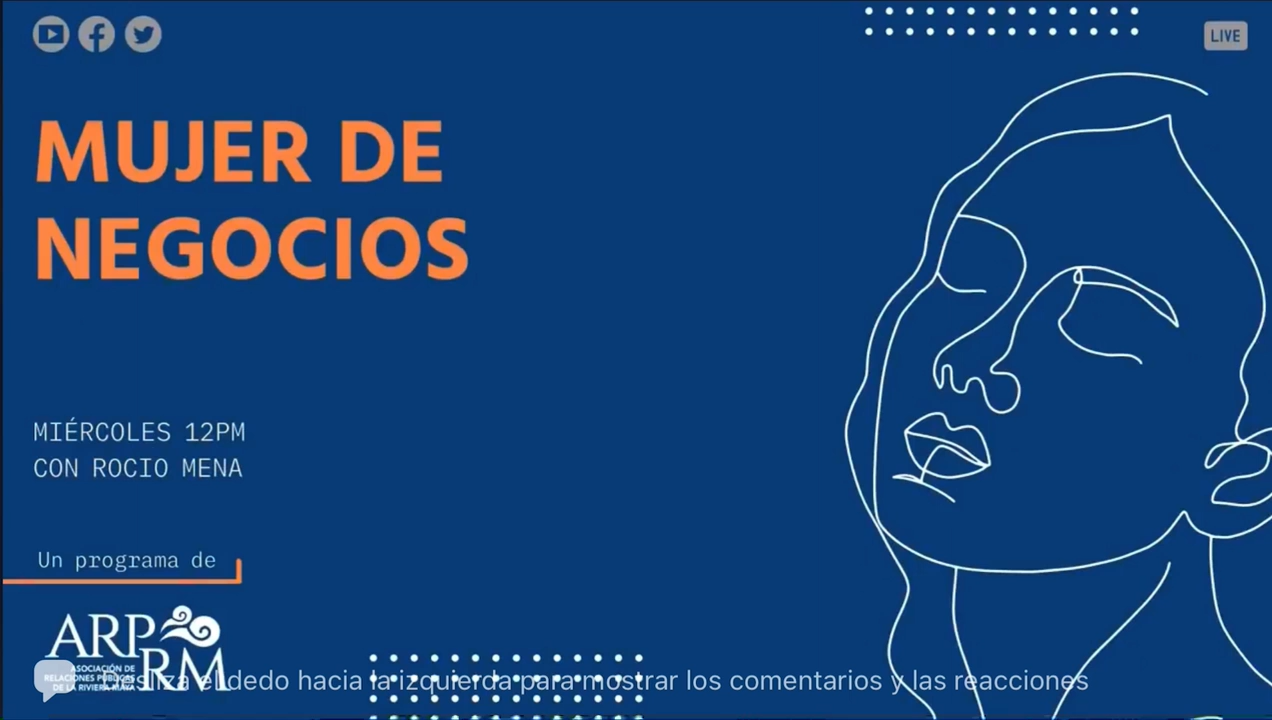 LIVE
MUJER DE
NEGOCIOS
MIÉRCOLES 12PM
CON ROCIO MENA
Un programa de
ARP
RM
ASOCIACIÓN DE
RELACIONES PÚBLICAS
DE LA RIVIERA MAYA
Desliza el dedo hacia la izquierda para mostrar los comentarios y las reacciones